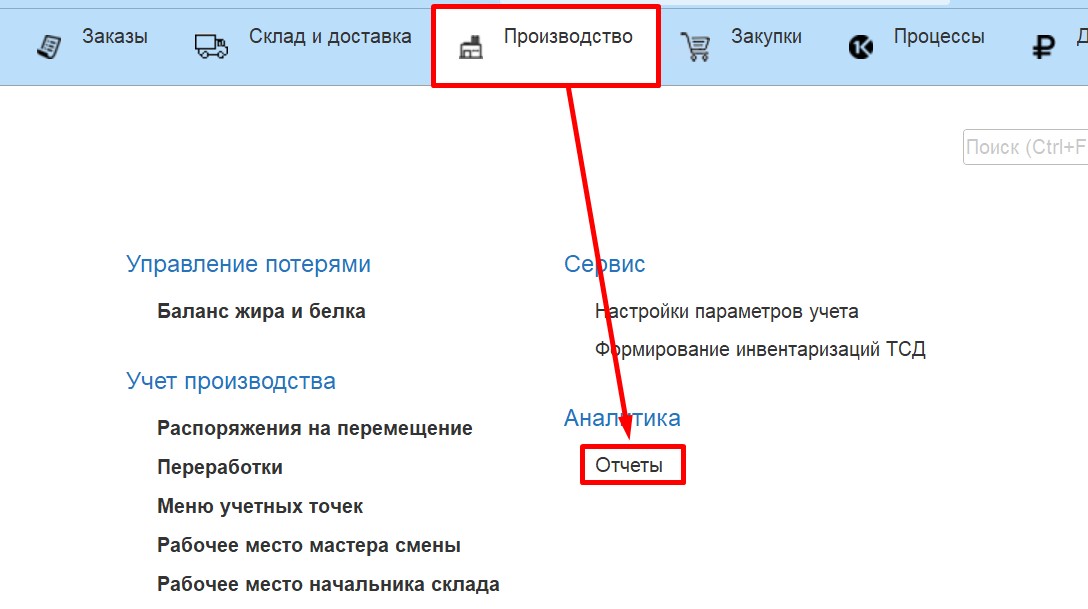 Заказы
Склад и доставка
Производство
Закупки
Процессы
Поиск (Ctrl+F
Управление потерями
Баланс жира и белка
Учет производства
Распоряжения на перемещение
Переработки
Меню учетных точек
Рабочее место мастера смены
Рабочее место начальника склада
Сервис
Настройки параметров учета
Формирование инвентаризаций ТСД
Аналитика
Отчеты